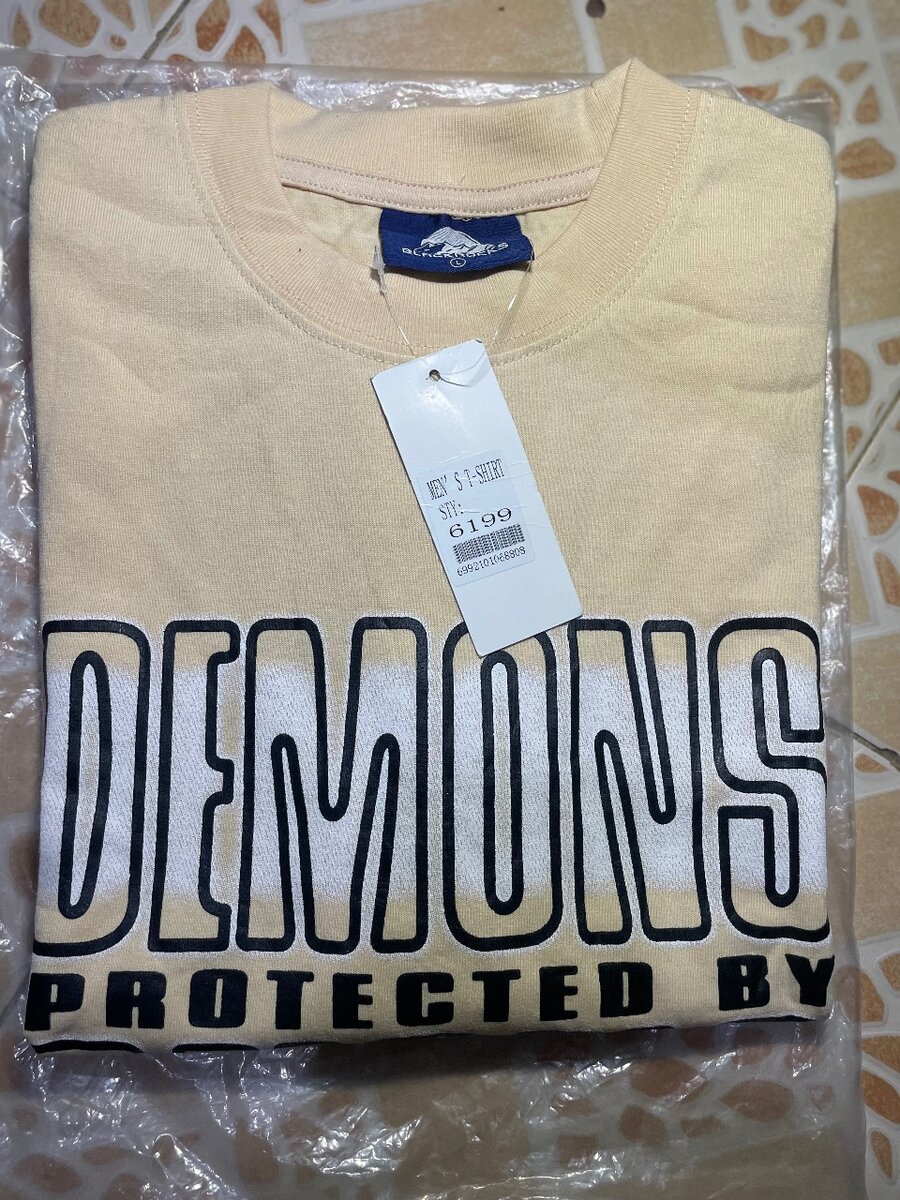 L
MEN'S T-SHIRT
STY:
6199
6992101068808
DEMONS
PROTECTED BY